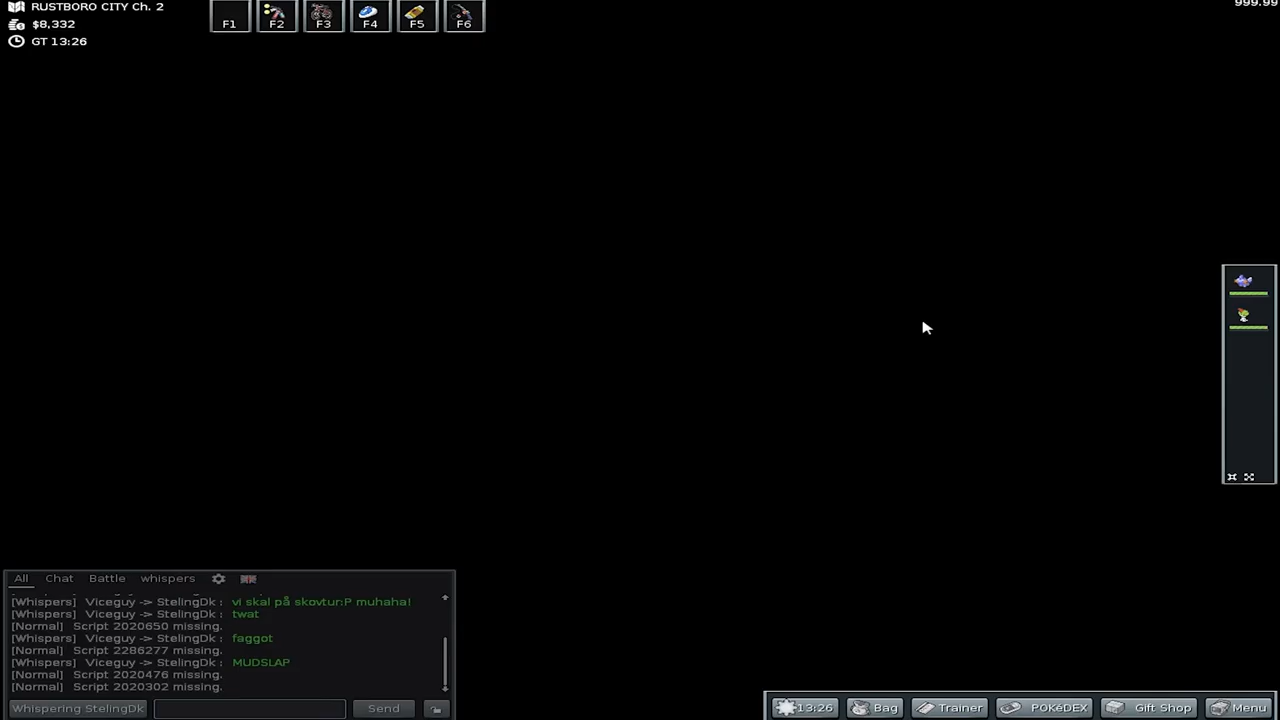 RUSTBORO CITY Ch. 2
$8,332
GT 13:26
F1 F2 F3 F4 F5 F6
999.99
All Chat Battle whispers
[Whispers] Viceguy -> StelingDk : vi skal på skovtur:P muhaha!
[Whispers] Viceguy -> StelingDk : twat
[Normal] Script 2020650 missing.
[Whispers] Viceguy -> StelingDk : faggot
[Normal] Script 2286277 missing.
[Whispers] Viceguy -> StelingDk : MUDSLAP
[Normal] Script 2020476 missing.
[Normal] Script 2020302 missing.
Whispering StelingDk Send
13:26 Bag Trainer POKéDEX Gift Shop Menu